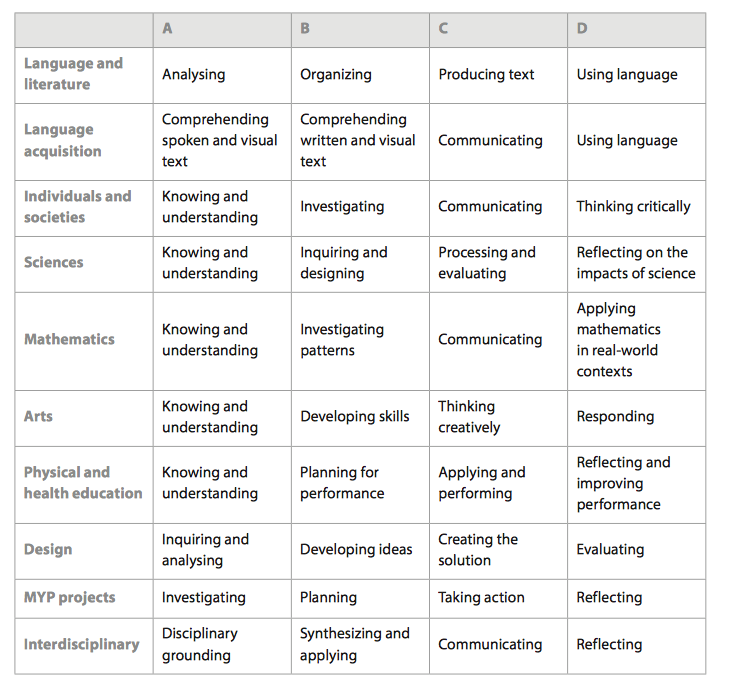 A B C D
Language and literature Analysing Organizing Producing text Using language
Language acquisition Comprehending spoken and visual text Comprehending written and visual text Communicating Using language
Individuals and societies Knowing and understanding Investigating Communicating Thinking critically
Sciences Knowing and understanding Inquiring and designing Processing and evaluating Reflecting on the impacts of science
Mathematics Knowing and understanding Investigating patterns Communicating Applying mathematics in real-world contexts
Arts Knowing and understanding Developing skills Thinking creatively Responding
Physical and health education Knowing and understanding Planning for performance Applying and performing Reflecting and improving performance
Design Inquiring and analysing Developing ideas Creating the solution Evaluating
MYP projects Investigating Planning Taking action Reflecting
Interdisciplinary Disciplinary grounding Synthesizing and applying Communicating Reflecting